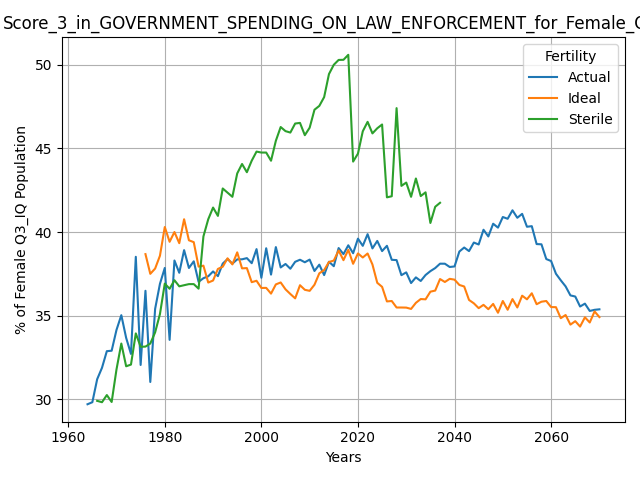 Score_3_in_GOVERNMENT_SPENDING_ON_LAW_ENFORCEMENT_for_Female_
Fertility
Actual
Ideal
Sterile
% of Female Q3_IQ Population
50
45
40
35
30
1960
1980
2000
2020
2040
2060
Years